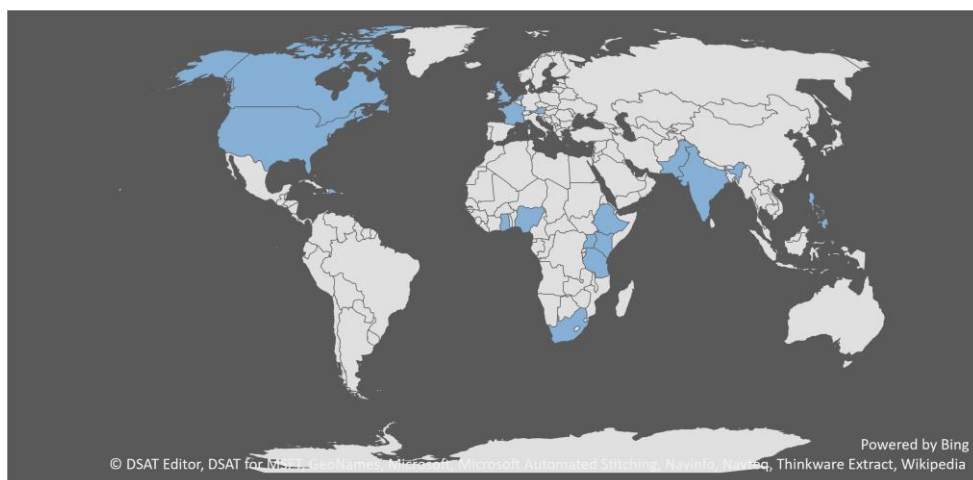 Powered by Bing
© DSAT Editor, DSAT for MSFT, GeoNames, Microsoft, Microsoft Automated Stitching, Navinfo, Navteq, Thinkware Extract, Wikipedia